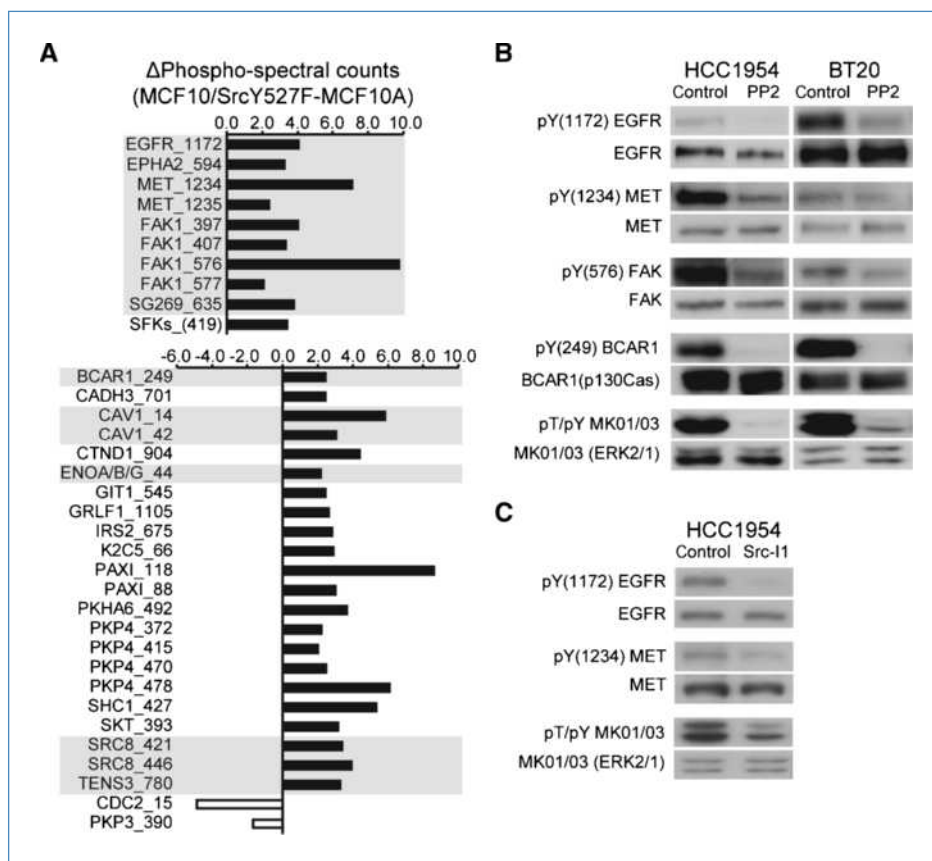 A
ΔPhospho-spectral counts
(MCF10/SrcY527F-MCF10A)
0.0 2.0 4.0 6.0 8.0 10.0
EGFR_1172
EPHA2_594
MET_1234
MET_1235
FAK1_397
FAK1_407
FAK1_576
FAK1_577
SG269_635
SFKs_(419)
-6.0 -4.0 -2.0 0.0 2.0 4.0 6.0 8.0 10.0
BCAR1_249
CADH3_701
CAV1_14
CAV1_42
CTND1_904
ENOA/B/G_44
GIT1_545
GRLF1_1105
IRS2_675
K2C5_66
PAXI_118
PAXI_88
PKHA6_492
PKP4_372
PKP4_415
PKP4_470
PKP4_478
SHC1_427
SKT_393
SRC8_421
SRC8_446
TENS3_780
CDC2_15
PKP3_390
B
HCC1954 BT20
Control PP2 Control PP2
pY(1172) EGFR
EGFR
pY(1234) MET
MET
pY(576) FAK
FAK
pY(249) BCAR1
BCAR1(p130Cas)
pT/pY MK01/03
MK01/03 (ERK2/1)
C
HCC1954
Control Src-I1
pY(1172) EGFR
EGFR
pY(1234) MET
MET
pT/pY MK01/03
MK01/03 (ERK2/1)